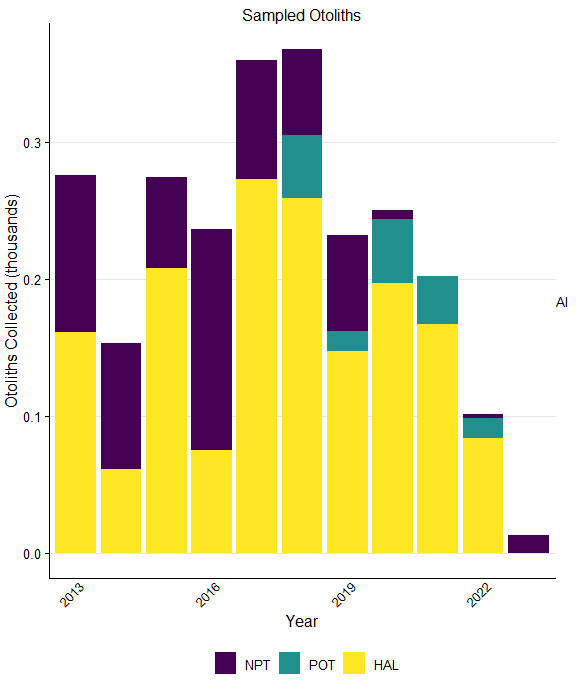 Sampled Otoliths
Otoliths Collected (thousands)
0.3
0.2
0.1
0.0
AI
2013
2016
2019
2022
Year
NPT
POT
HAL